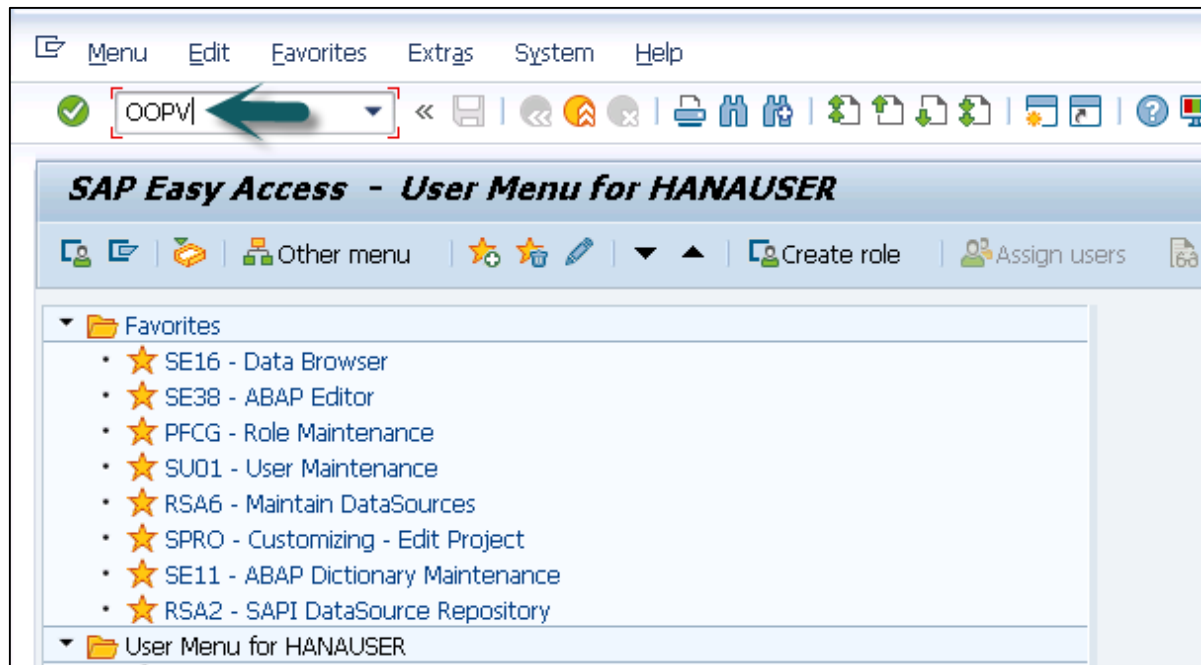 Menu Edit Favorites Extras System Help
OOPV
SAP Easy Access - User Menu for HANAUSER
Other menu Create role Assign users
Favorites
SE16 - Data Browser
SE38 - ABAP Editor
PFCG - Role Maintenance
SU01 - User Maintenance
RSA6 - Maintain DataSources
SPRO - Customizing - Edit Project
SE11 - ABAP Dictionary Maintenance
RSA2 - SAPI DataSource Repository
User Menu for HANAUSER